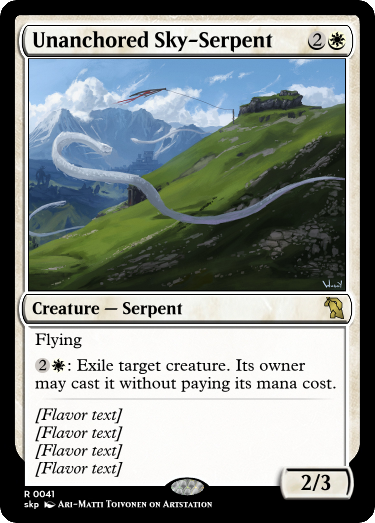 Unanchored Sky-Serpent 2
Creature — Serpent
Flying
2: Exile target creature. Its owner
may cast it without paying its mana cost.
[Flavor text]
[Flavor text]
[Flavor text]
[Flavor text]
2/3
R 0041
skp Ari-Matti Toivonen on Artstation